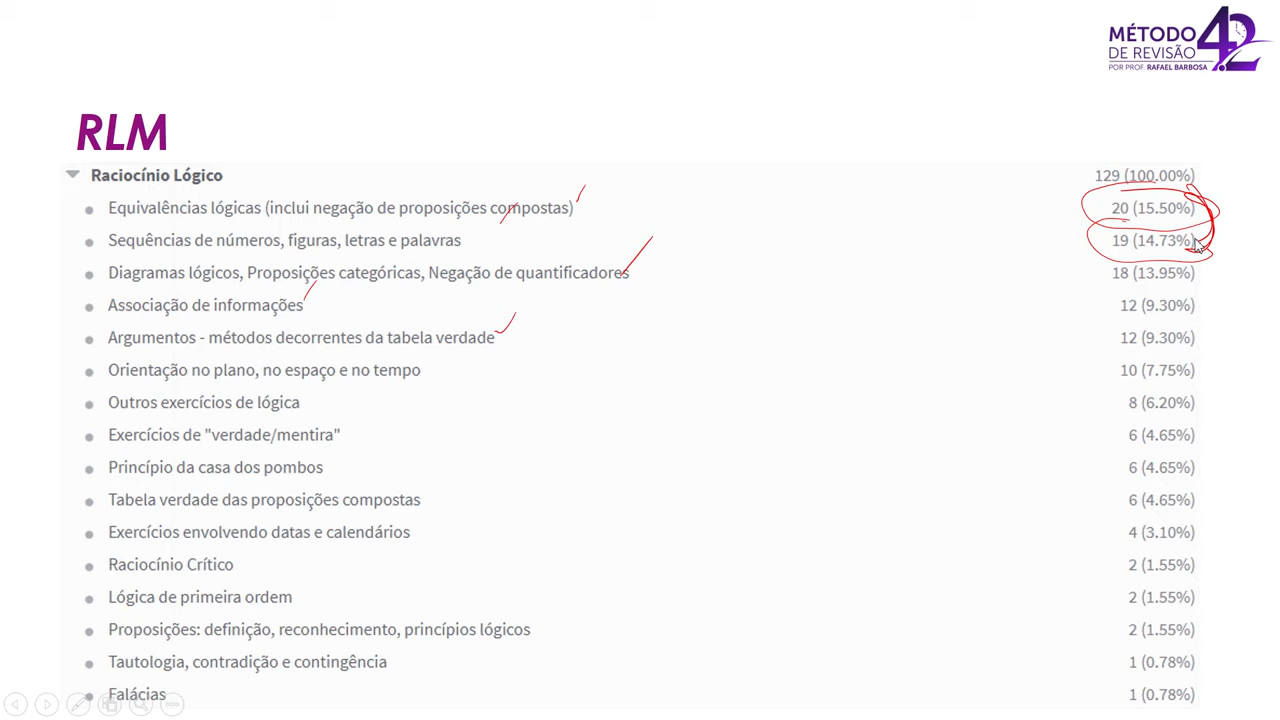 MÉTODO 4.2
DE REVISÃO
POR PROF. RAFAEL BARBOSA
RLM
Raciocínio Lógico 129 (100.00%)
Equivalências lógicas (inclui negação de proposições compostas) 20 (15.50%)
Sequências de números, figuras, letras e palavras 19 (14.73%)
Diagramas lógicos, Proposições categóricas, Negação de quantificadores 18 (13.95%)
Associação de informações 12 (9.30%)
Argumentos - métodos decorrentes da tabela verdade 12 (9.30%)
Orientação no plano, no espaço e no tempo 10 (7.75%)
Outros exercícios de lógica 8 (6.20%)
Exercícios de "verdade/mentira" 6 (4.65%)
Princípio da casa dos pombos 6 (4.65%)
Tabela verdade das proposições compostas 6 (4.65%)
Exercícios envolvendo datas e calendários 4 (3.10%)
Raciocínio Crítico 2 (1.55%)
Lógica de primeira ordem 2 (1.55%)
Proposições: definição, reconhecimento, princípios lógicos 2 (1.55%)
Tautologia, contradição e contingência 1 (0.78%)
Falácias 1 (0.78%)